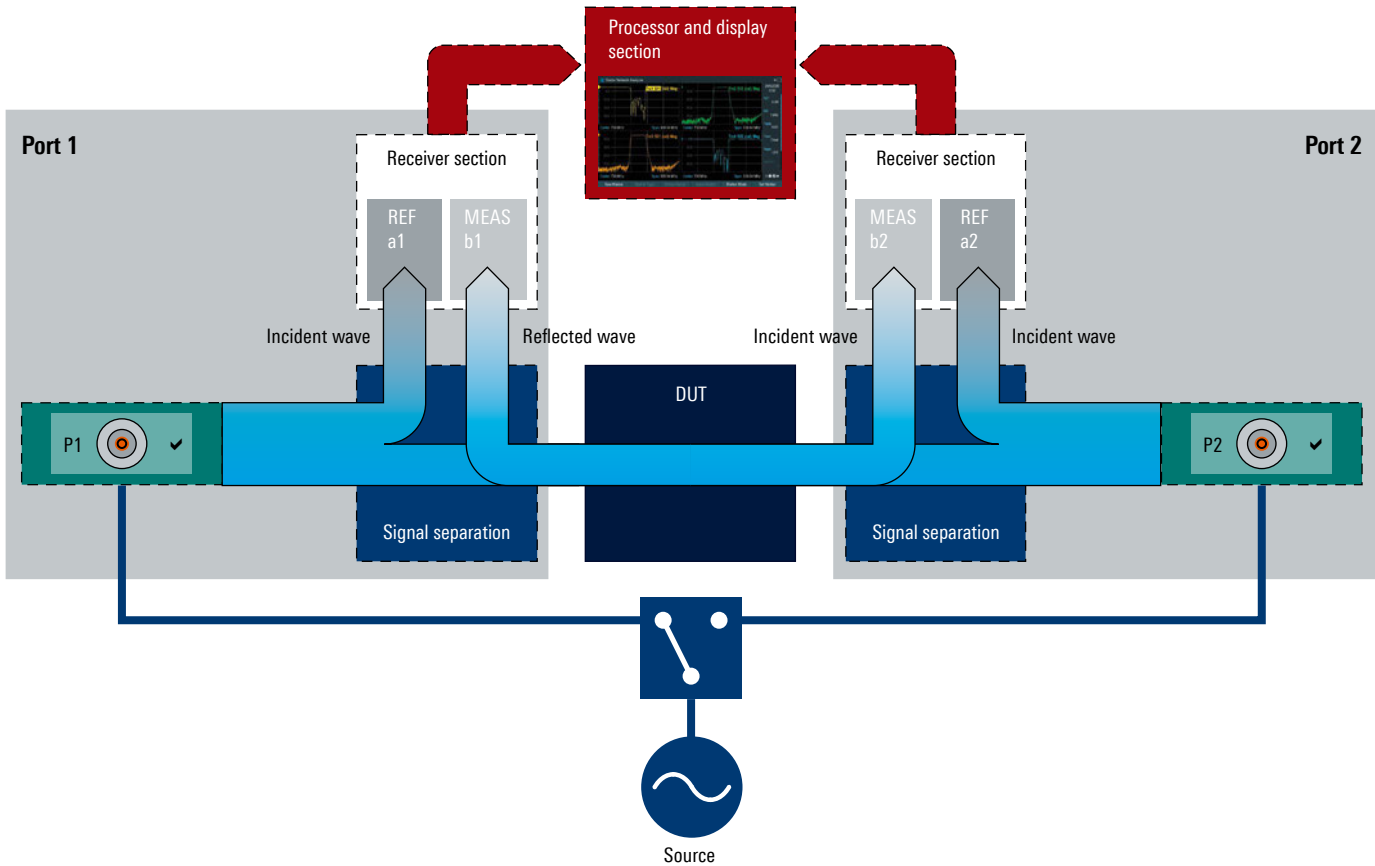 Processor and display
section
Port 1
Port 2
Receiver section
Receiver section
REF
a1
MEAS
b1
MEAS
b2
REF
a2
Incident wave
Reflected wave
Incident wave
Incident wave
DUT
P1
P2
Signal separation
Signal separation
Source